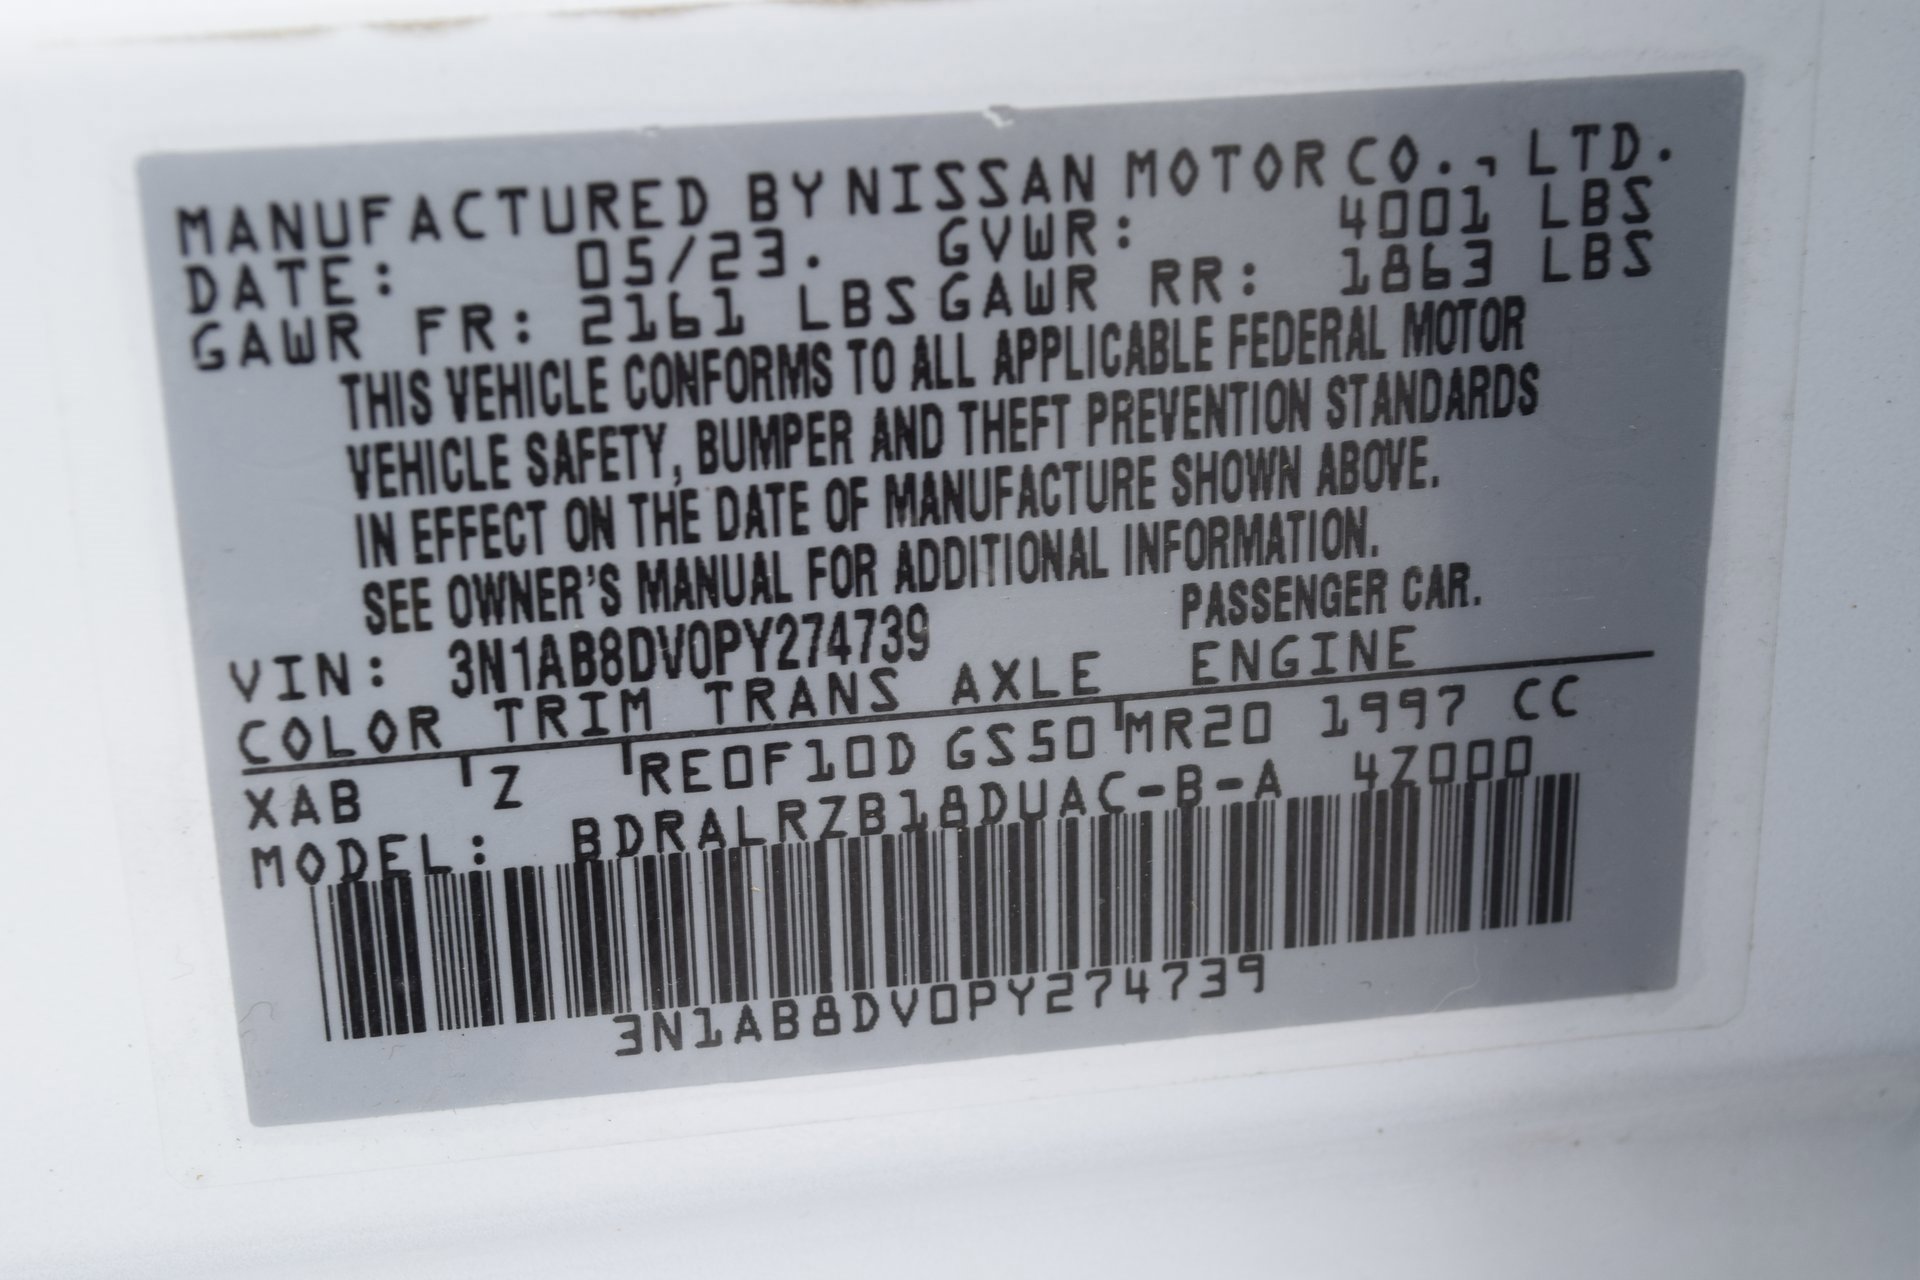 MANUFACTURED BY NISSAN MOTOR CO., LTD.
DATE: 05/23. GVWR: 4001 LBS
GAWR FR: 2161 LBS GAWR RR: 1863 LBS
THIS VEHICLE CONFORMS TO ALL APPLICABLE FEDERAL MOTOR
VEHICLE SAFETY, BUMPER AND THEFT PREVENTION STANDARDS
IN EFFECT ON THE DATE OF MANUFACTURE SHOWN ABOVE.
SEE OWNER'S MANUAL FOR ADDITIONAL INFORMATION.
VIN: 3N1AB8DV0PY274739 PASSENGER CAR.
COLOR TRIM TRANS AXLE ENGINE
XAB Z RE0F10D GS50 MR20 1997 CC
MODEL: BDRALRZB18DUAC-B-A 4Z000
3N1AB8DV0PY274739